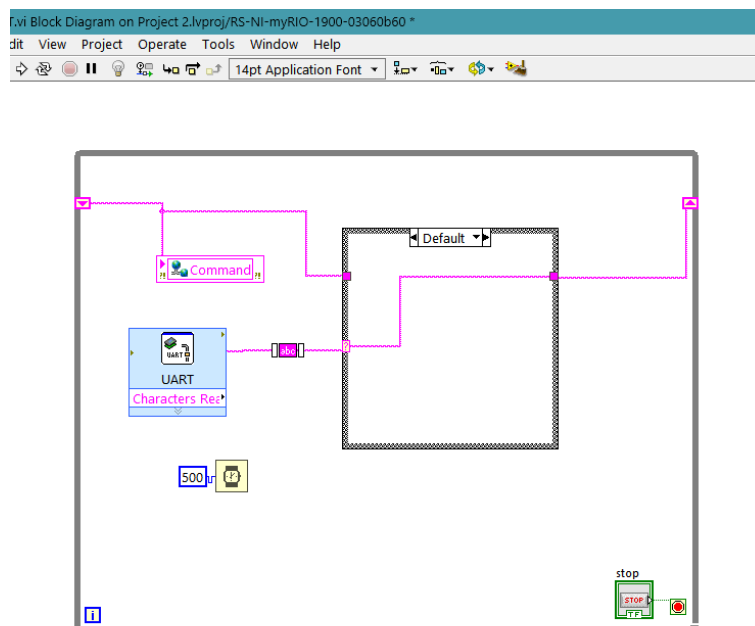 T.vi Block Diagram on Project 2.lvproj/RS-NI-myRIO-1900-03060b60 *
dit View Project Operate Tools Window Help
14pt Application Font
Default
Command
UART
UART
Characters Rea
abc
?
500
stop
STOP
TF
i